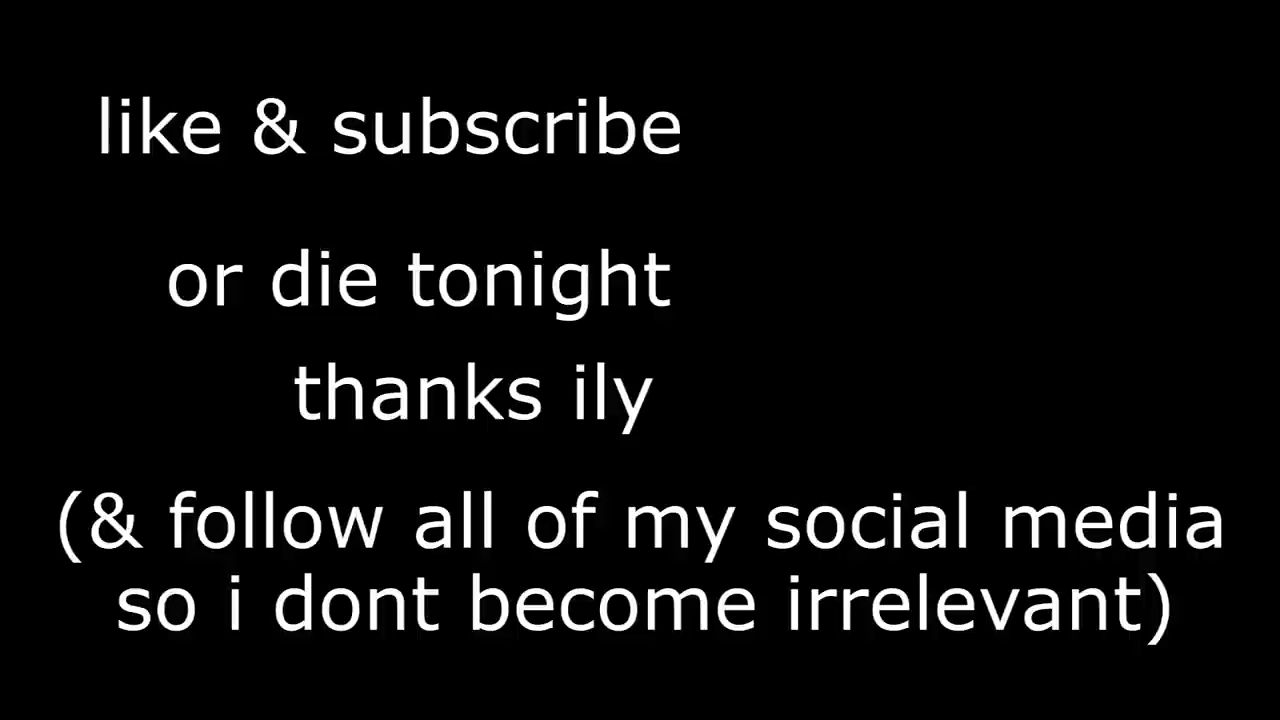 like & subscribe
or die tonight
thanks ily
(& follow all of my social media
so i dont become irrelevant)